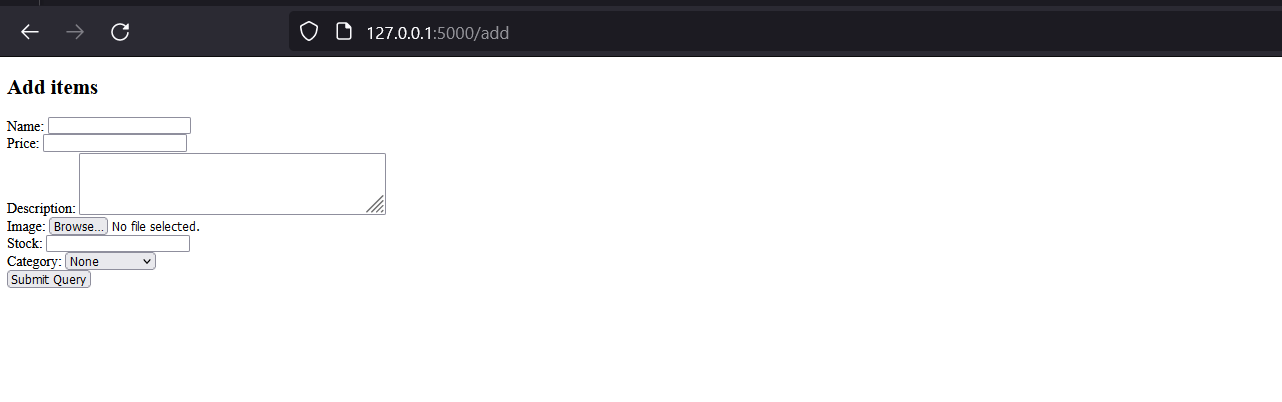 127.0.0.1:5000/add
Add items
Name:
Price:
Description:
Image: Browse... No file selected.
Stock:
Category: None
Submit Query